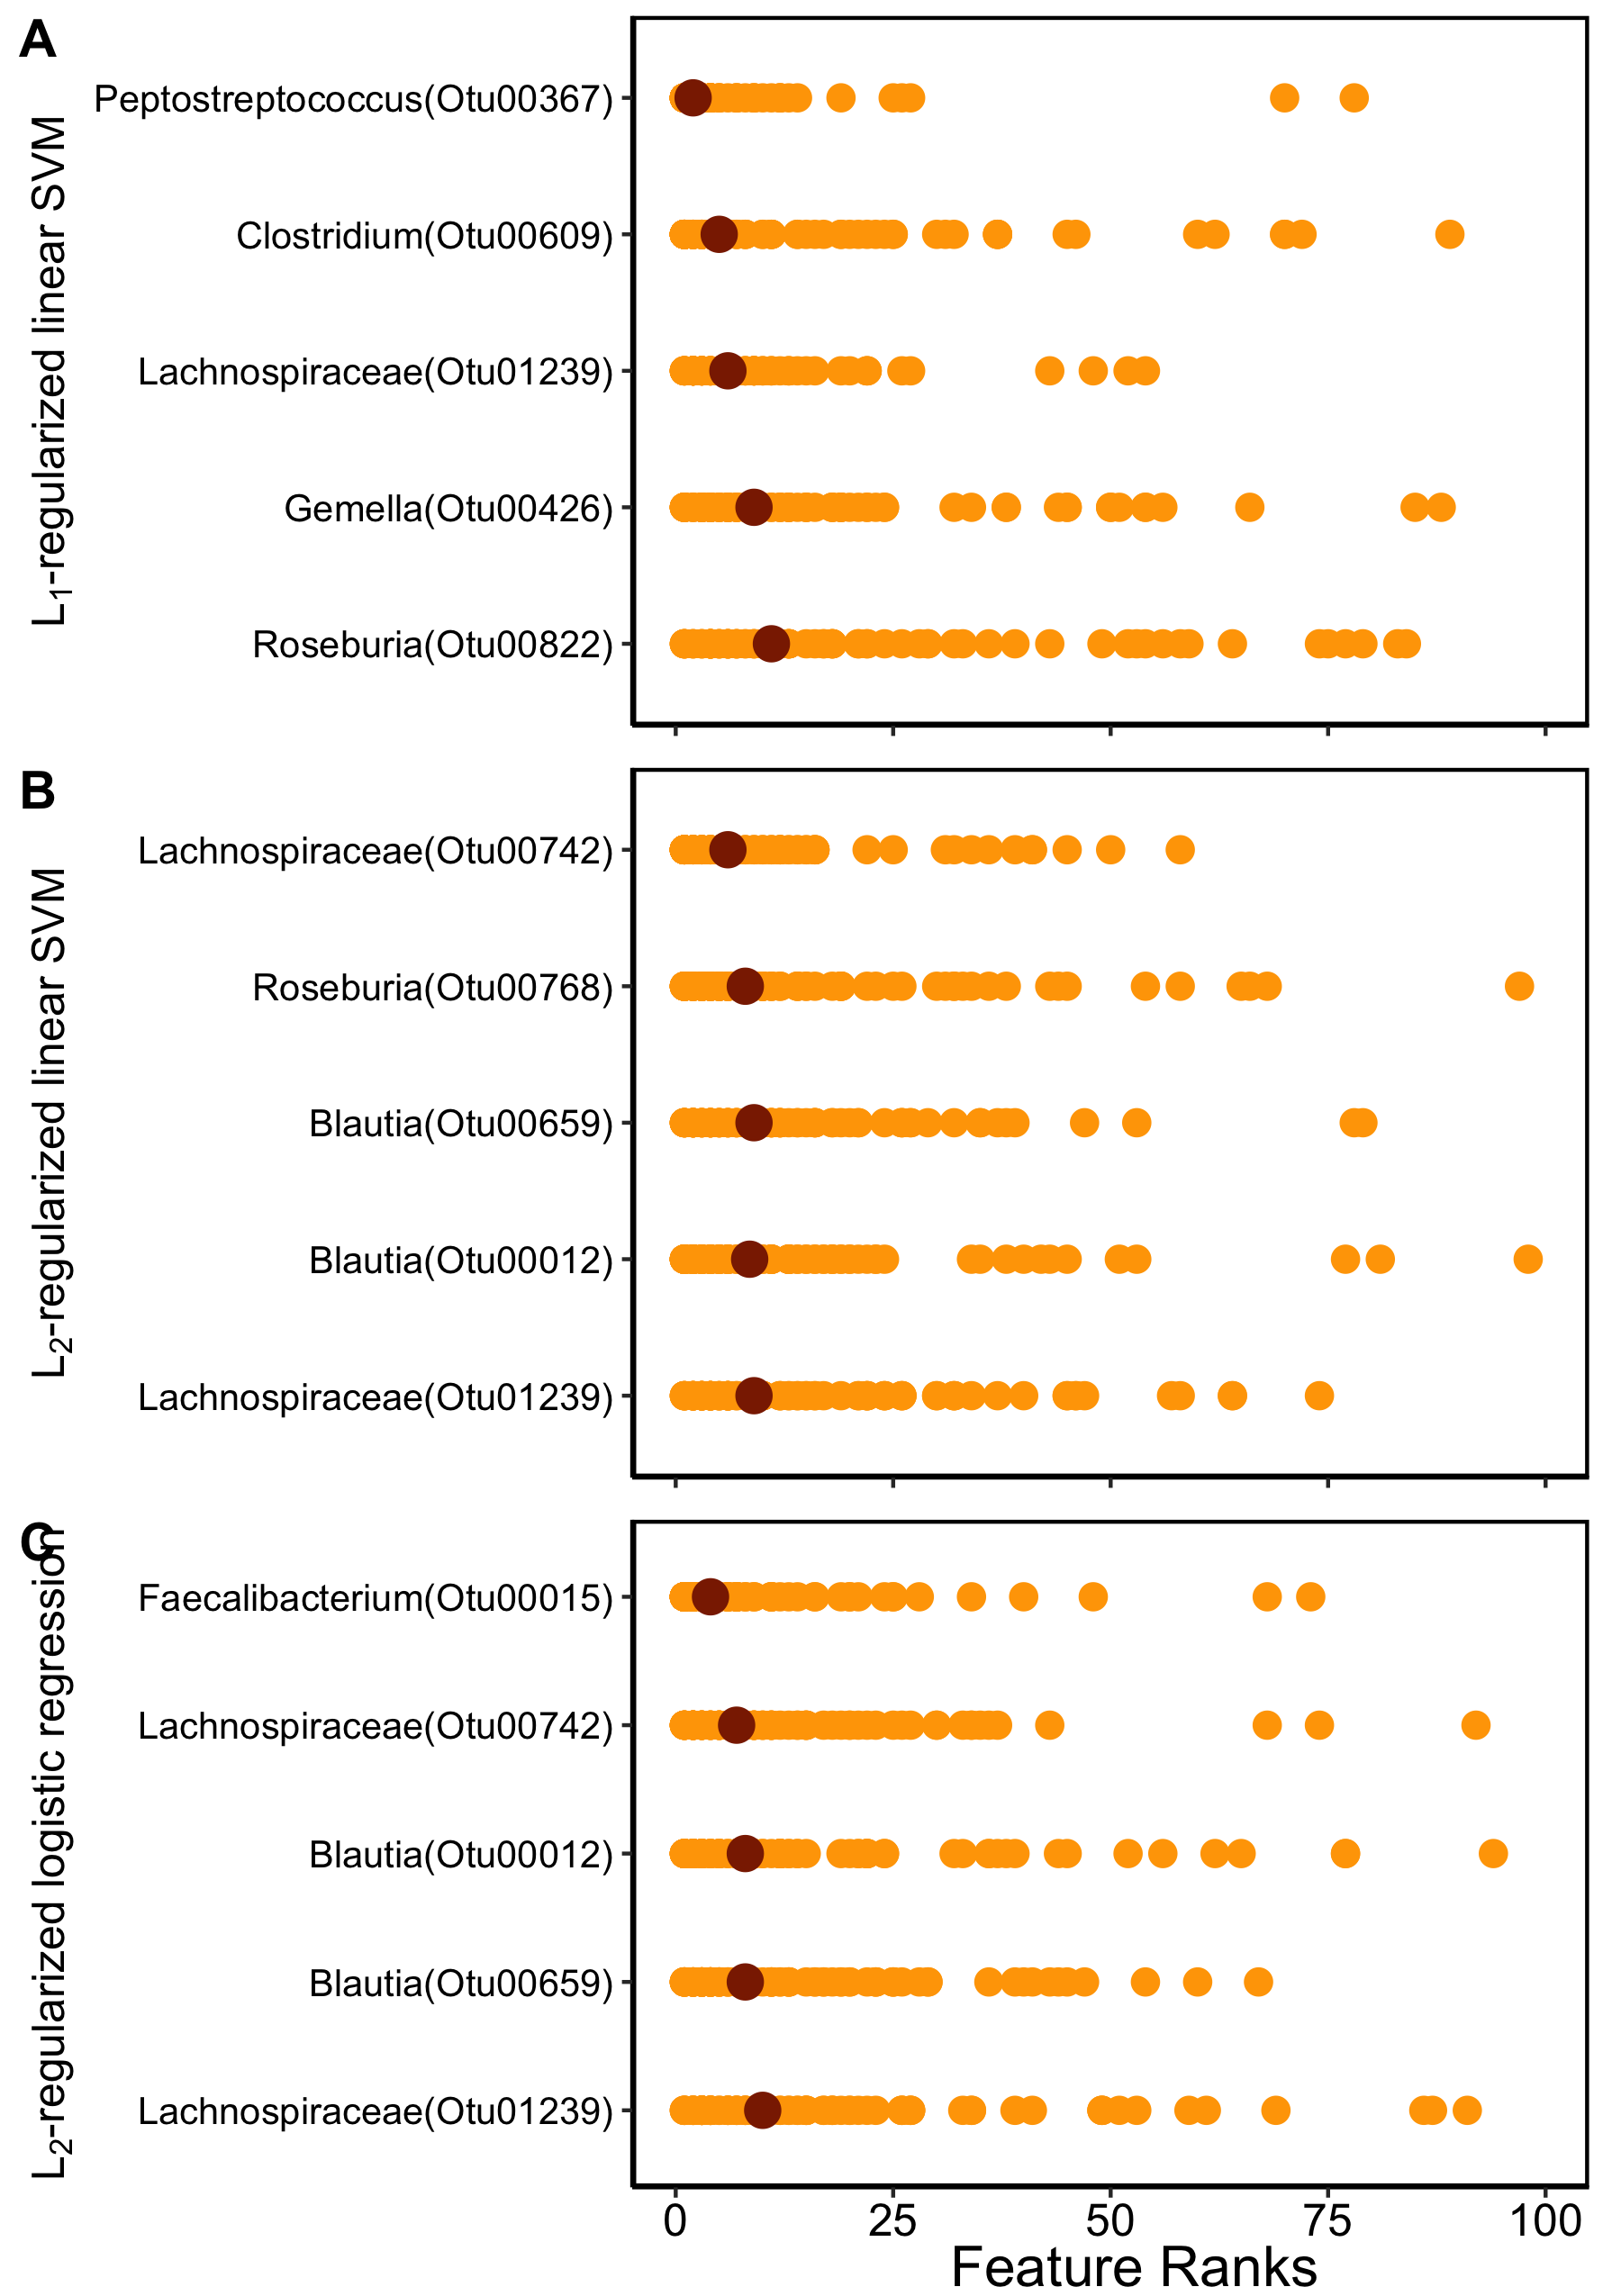 A
L1-regularized linear SVM
Peptostreptococcus(Otu00367)
Clostridium(Otu00609)
Lachnospiraceae(Otu01239)
Gemella(Otu00426)
Roseburia(Otu00822)
B
L2-regularized linear SVM
Lachnospiraceae(Otu00742)
Roseburia(Otu00768)
Blautia(Otu00659)
Blautia(Otu00012)
Lachnospiraceae(Otu01239)
C
L2-regularized logistic regression
Faecalibacterium(Otu00015)
Lachnospiraceae(Otu00742)
Blautia(Otu00012)
Blautia(Otu00659)
Lachnospiraceae(Otu01239)
0 25 50 75 100
Feature Ranks